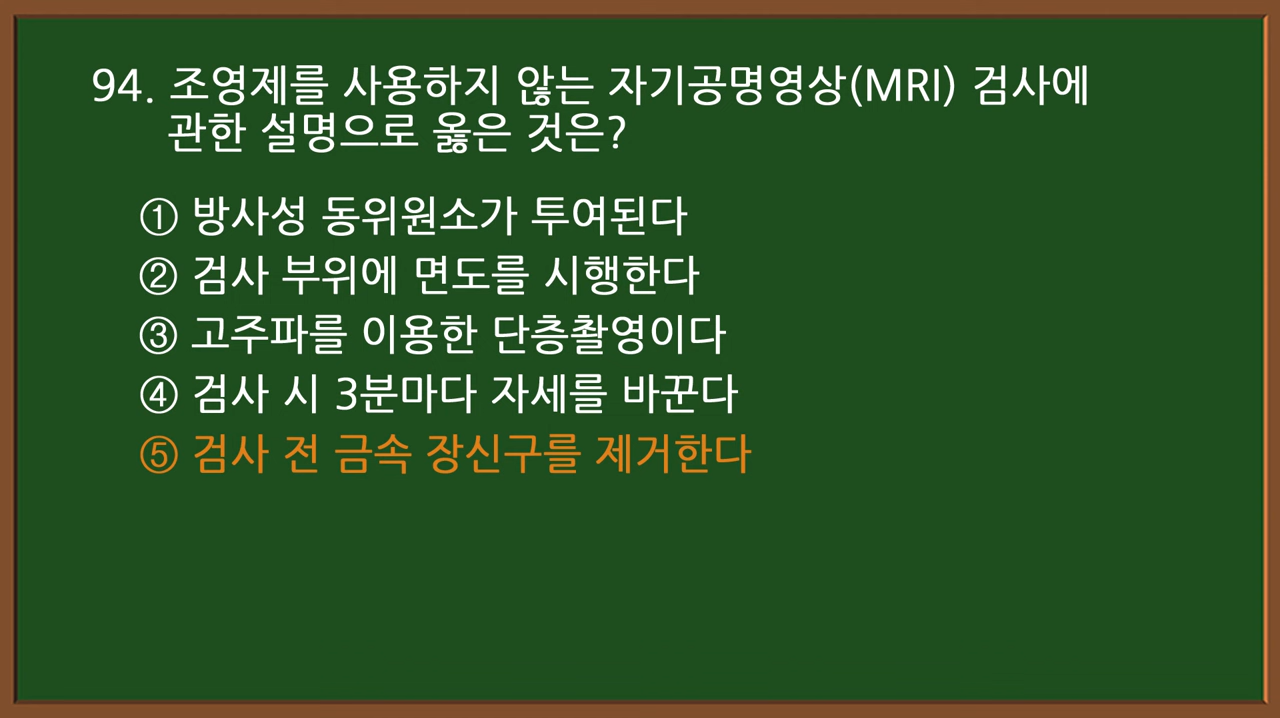 94. 조영제를 사용하지 않는 자기공명영상(MRI) 검사에
관한 설명으로 옳은 것은?
① 방사성 동위원소가 투여된다
② 검사 부위에 면도를 시행한다
③ 고주파를 이용한 단층촬영이다
④ 검사 시 3분마다 자세를 바꾼다
⑤ 검사 전 금속 장신구를 제거한다